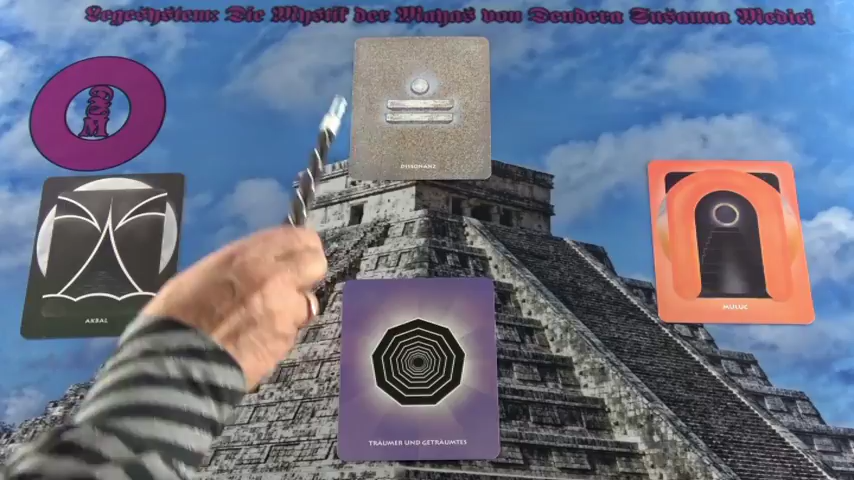 Legesystem: Die Mystik der Mayas von Dendera Susanna Medici
DISSONANZ
AKBAL
MULUC
TRÄUMER UND GETRÄUMTES